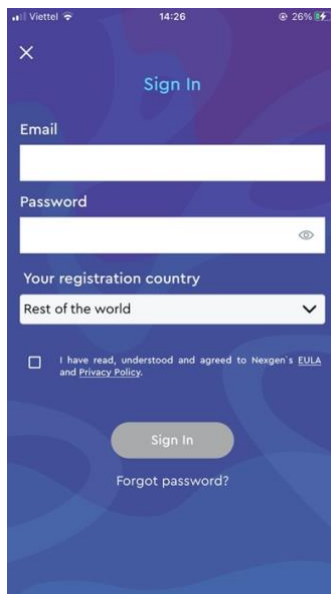 Viettel 14:26 26%
Sign In
Email
Password
Your registration country
Rest of the world
I have read, understood and agreed to Nexgen`s EULA
and Privacy Policy.
Sign In
Forgot password?